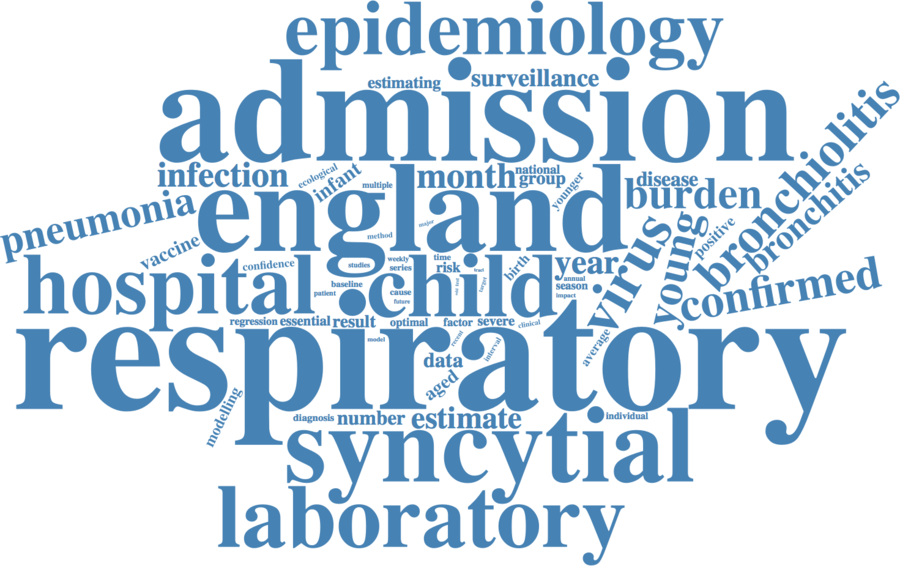 epidemiology
estimating
surveillance
admission
bronchiolitis
infection
ecological
infant
multiple
month
national
group
younger
disease
burden
bronchitis
pneumonia
england
major
method
virus
young
positive
vaccine
hospital
confidence
studies
weekly
series
time
risk
birth
year
baseline
child
target
annual
season
patient
cause
future
impact
confirmed
regression
essential
result
optimal
factor
severe
clinical
respiratory
model
recent
interval
average
data
aged
modelling
diagnosis
number
estimate
individual
syncytial
laboratory